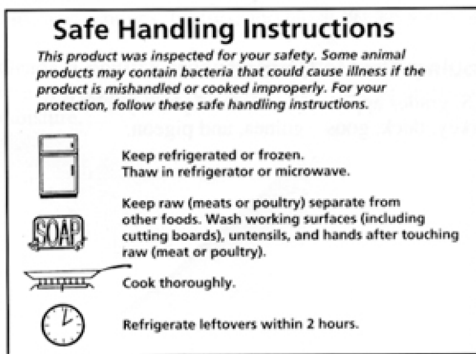 Safe Handling Instructions
This product was inspected for your safety. Some animal
products may contain bacteria that could cause illness if the
product is mishandled or cooked improperly. For your
protection, follow these safe handling instructions.
Keep refrigerated or frozen.
Thaw in refrigerator or microwave.
Keep raw (meats or poultry) separate from
other foods. Wash working surfaces (including
cutting boards), untensils, and hands after touching
raw (meat or poultry).
SOAP
Cook thoroughly.
Refrigerate leftovers within 2 hours.